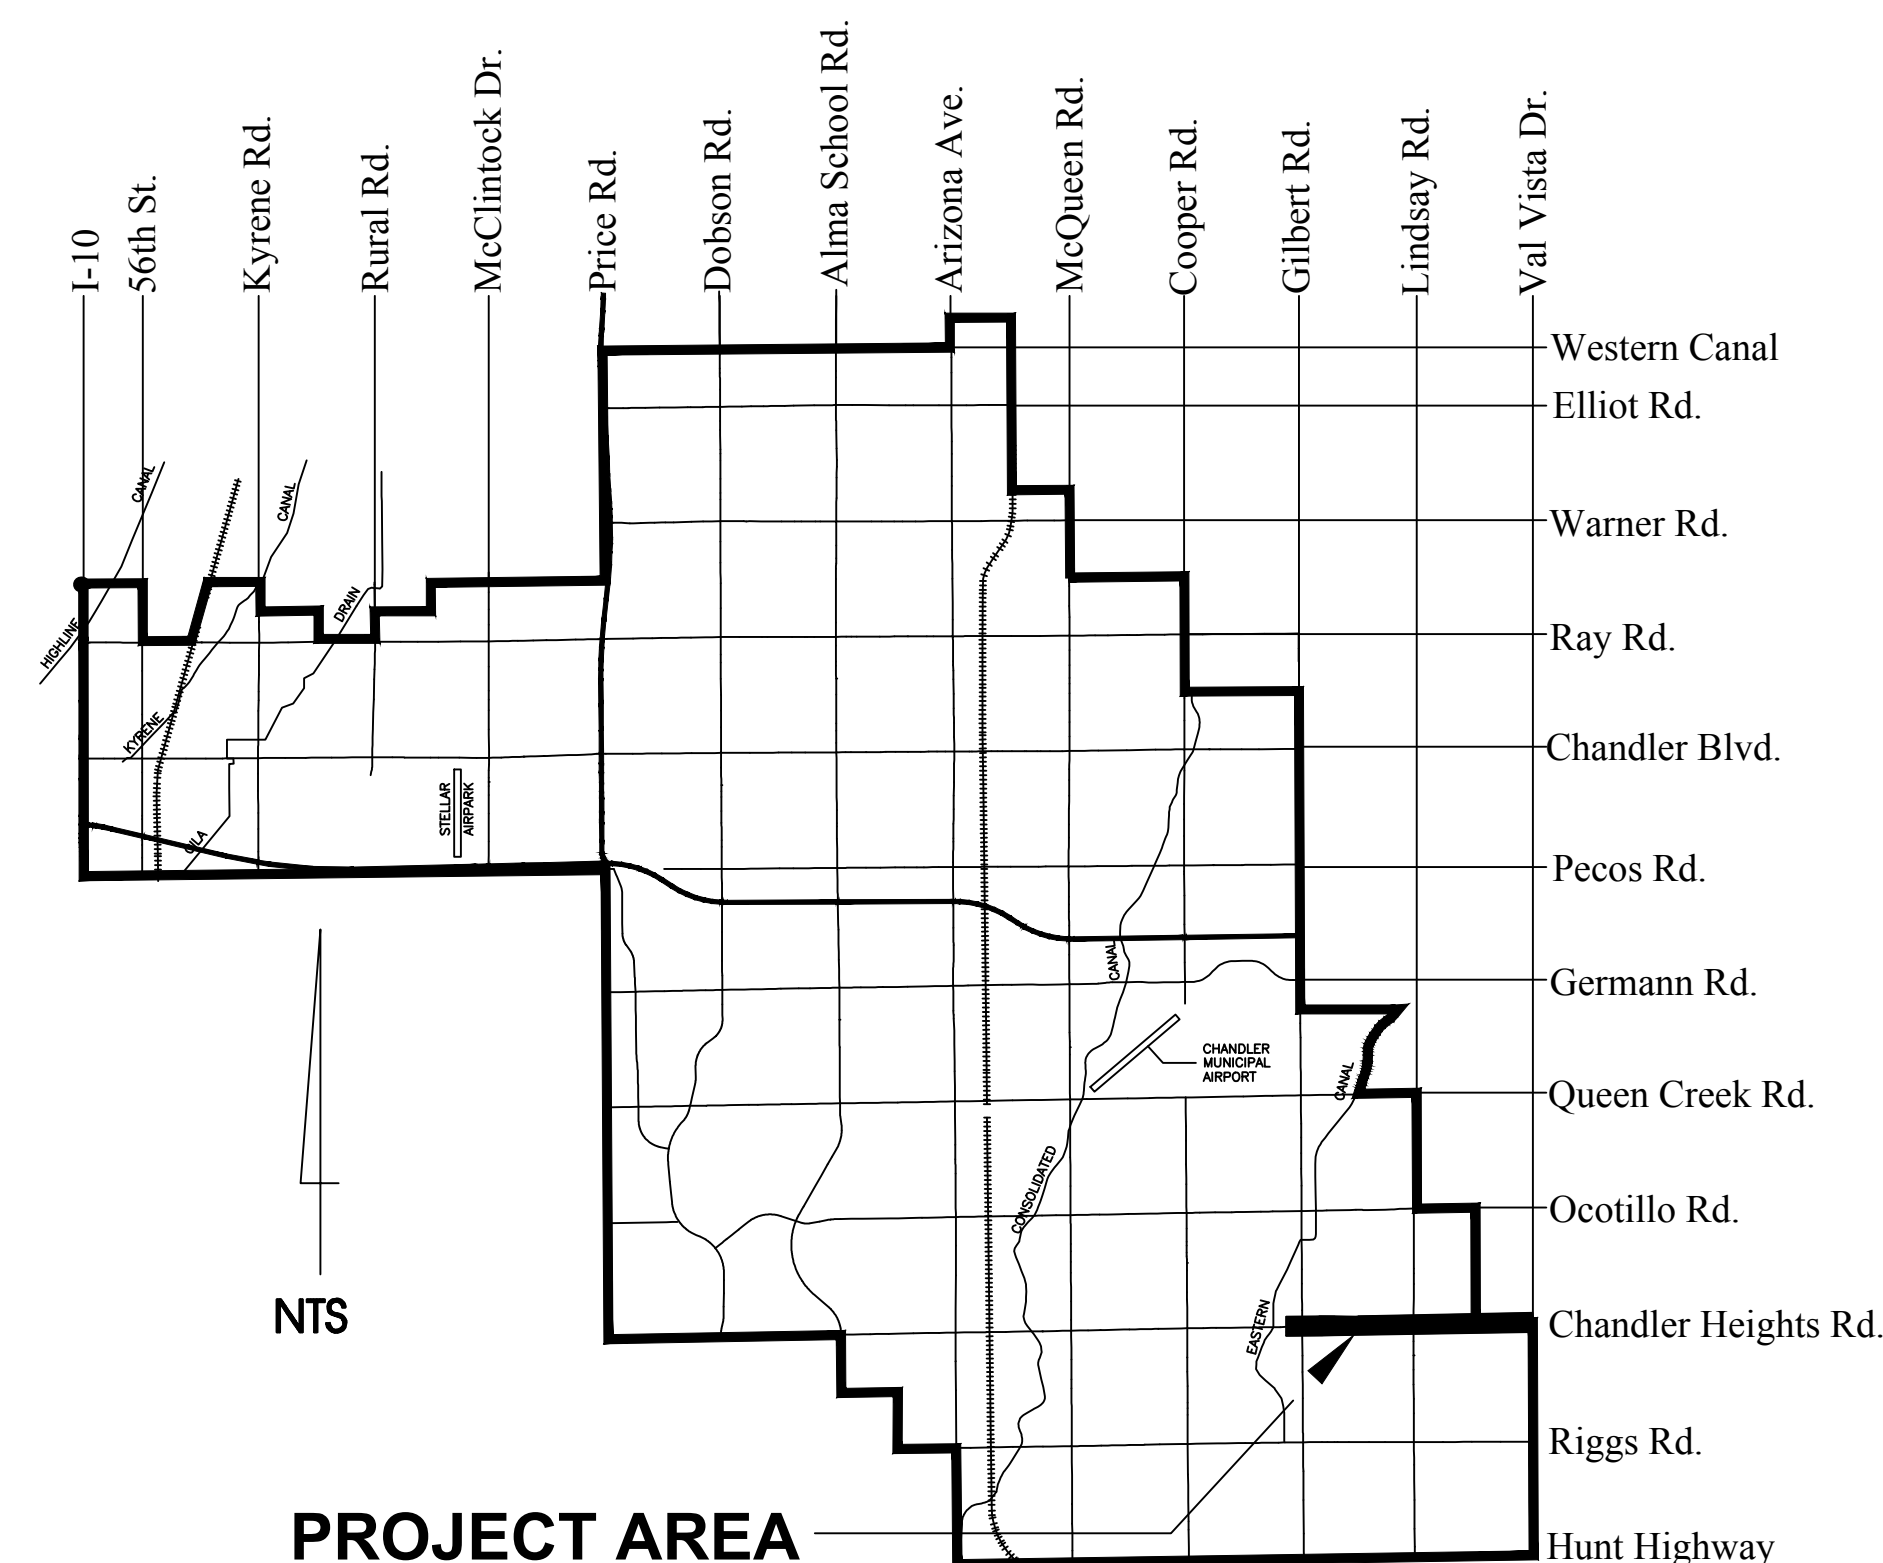 I-10
56th St.
Kyrene Rd.
Rural Rd.
McClintock Dr.
Price Rd.
Dobson Rd.
Alma School Rd.
Arizona Ave.
McQueen Rd.
Cooper Rd.
Gilbert Rd.
Lindsay Rd.
Val Vista Dr.
Western Canal
Elliot Rd.
Warner Rd.
Ray Rd.
Chandler Blvd.
Pecos Rd.
Germann Rd.
Queen Creek Rd.
Ocotillo Rd.
Chandler Heights Rd.
Riggs Rd.
Hunt Highway
CANAL
HIGHLINE
CANAL
KYRENE
DRAIN
GILA
STELLAR
AIRPARK
CANAL
CONSOLIDATED
CHANDLER
MUNICIPAL
AIRPORT
CANAL
EASTERN
NTS
PROJECT AREA